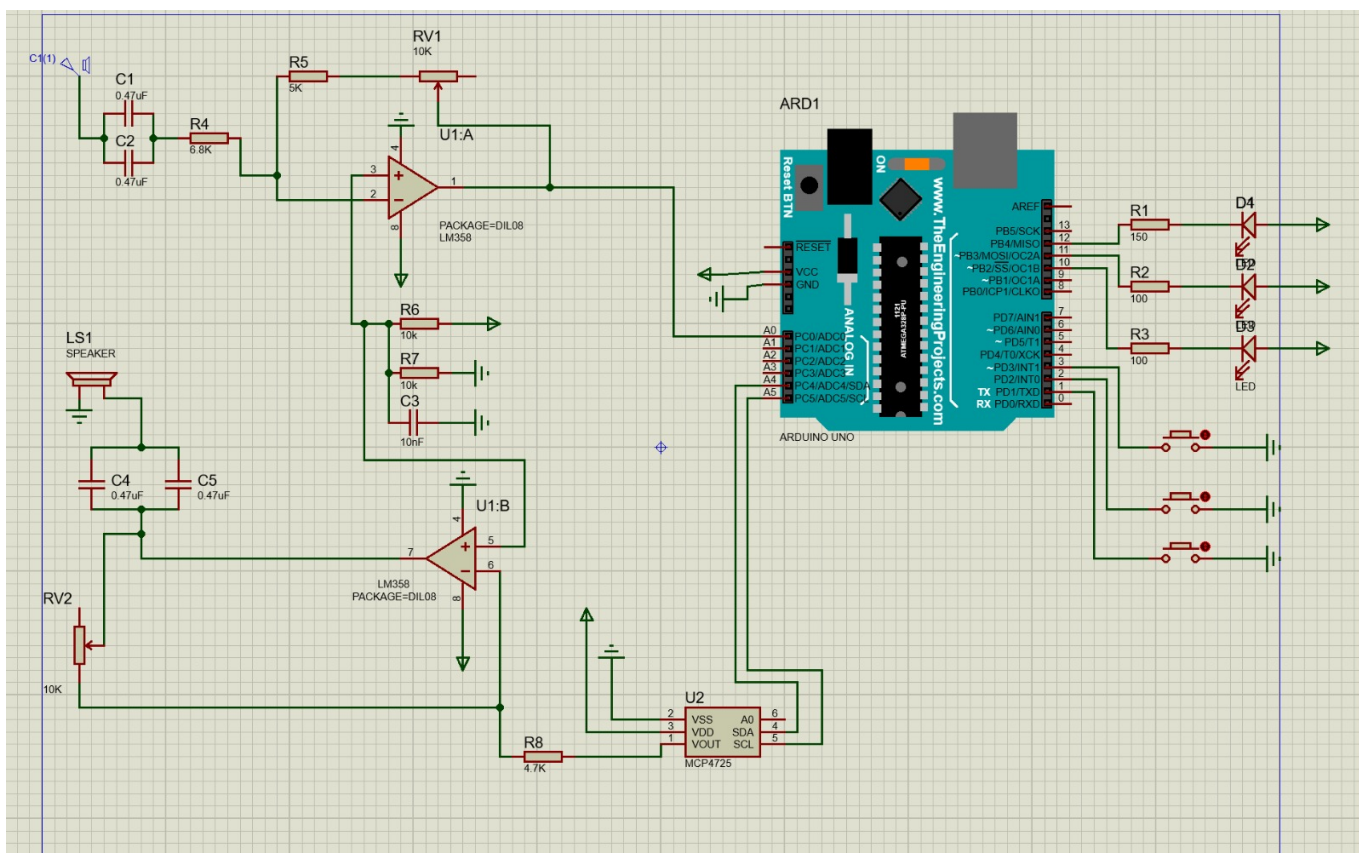 C1(1)
C1
0.47uF
C2
0.47uF
R4
6.8K
R5
5K
RV1
10K
U1:A
4
3
2
1
8
PACKAGE=DIL08
LM358
R6
10k
R7
10k
C3
10nF
LS1
SPEAKER
C4
0.47uF
C5
0.47uF
U1:B
4
5
6
7
8
LM358
PACKAGE=DIL08
RV2
10K
R8
4.7K
U2
2 VSS A0 6
3 VDD SDA 4
1 VOUT SCL 5
MCP4725
ARD1
Reset BTN
ON
www.TheEngineeringProjects.com
1121
ATMEGA328P-PU
ANALOG IN
RESET
VCC
GND
A0 PC0/ADC0
A1 PC1/ADC1
A2 PC2/ADC2
A3 PC3/ADC3
A4 PC4/ADC4/SDA
A5 PC5/ADC5/SCL
AREF
PB5/SCK 13
PB4/MISO 12
~PB3/MOSI/OC2A 11
~PB2/SS/OC1B 10
~PB1/OC1A 9
PB0/ICP1/CLKO 8
PD7/AIN1 7
~PD6/AIN0 6
~PD5/T1 5
PD4/T0/XCK 4
~PD3/INT1 3
PD2/INT0 2
TX PD1/TXD 1
RX PD0/RXD 0
ARDUINO UNO
R1
150
D4
R2
100
D2
R3
100
D3
LED